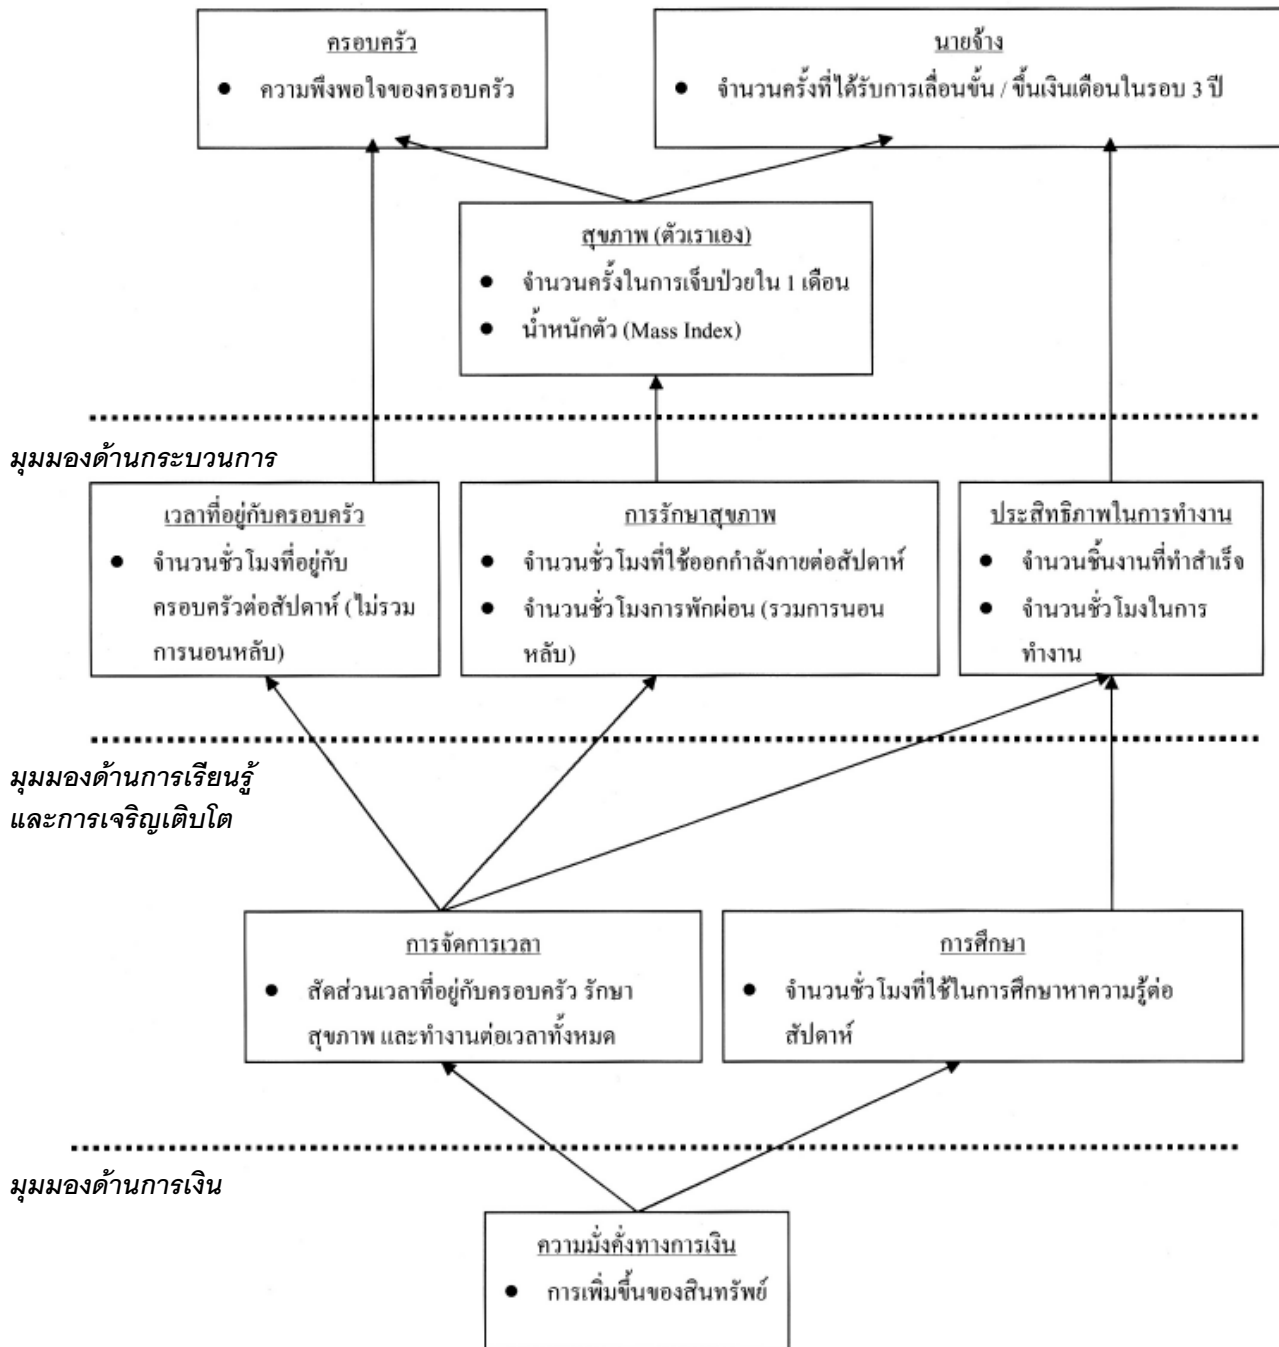 ครอบครัว
● ความพึงพอใจของครอบครัว
นายจ้าง
● จำนวนครั้งที่ได้รับการเลื่อนขั้น / ขึ้นเงินเดือนในรอบ 3 ปี
สุขภาพ (ตัวเราเอง)
● จำนวนครั้งในการเจ็บป่วยใน 1 เดือน
● น้ำหนักตัว (Mass Index)
มุมมองด้านกระบวนการ
เวลาที่อยู่กับครอบครัว
● จำนวนชั่วโมงที่อยู่กับ
ครอบครัวต่อสัปดาห์ (ไม่รวม
การนอนหลับ)
การรักษาสุขภาพ
● จำนวนชั่วโมงที่ใช้ออกกำลังกายต่อสัปดาห์
● จำนวนชั่วโมงการพักผ่อน (รวมการนอน
หลับ)
ประสิทธิภาพในการทำงาน
● จำนวนชิ้นงานที่ทำสำเร็จ
● จำนวนชั่วโมงในการ
ทำงาน
มุมมองด้านการเรียนรู้
และการเจริญเติบโต
การจัดการเวลา
● สัดส่วนเวลาที่อยู่กับครอบครัว รักษา
สุขภาพ และทำงานต่อเวลาทั้งหมด
การศึกษา
● จำนวนชั่วโมงที่ใช้ในการศึกษาหาความรู้ต่อ
สัปดาห์
มุมมองด้านการเงิน
ความมั่งคั่งทางการเงิน
● การเพิ่มขึ้นของสินทรัพย์